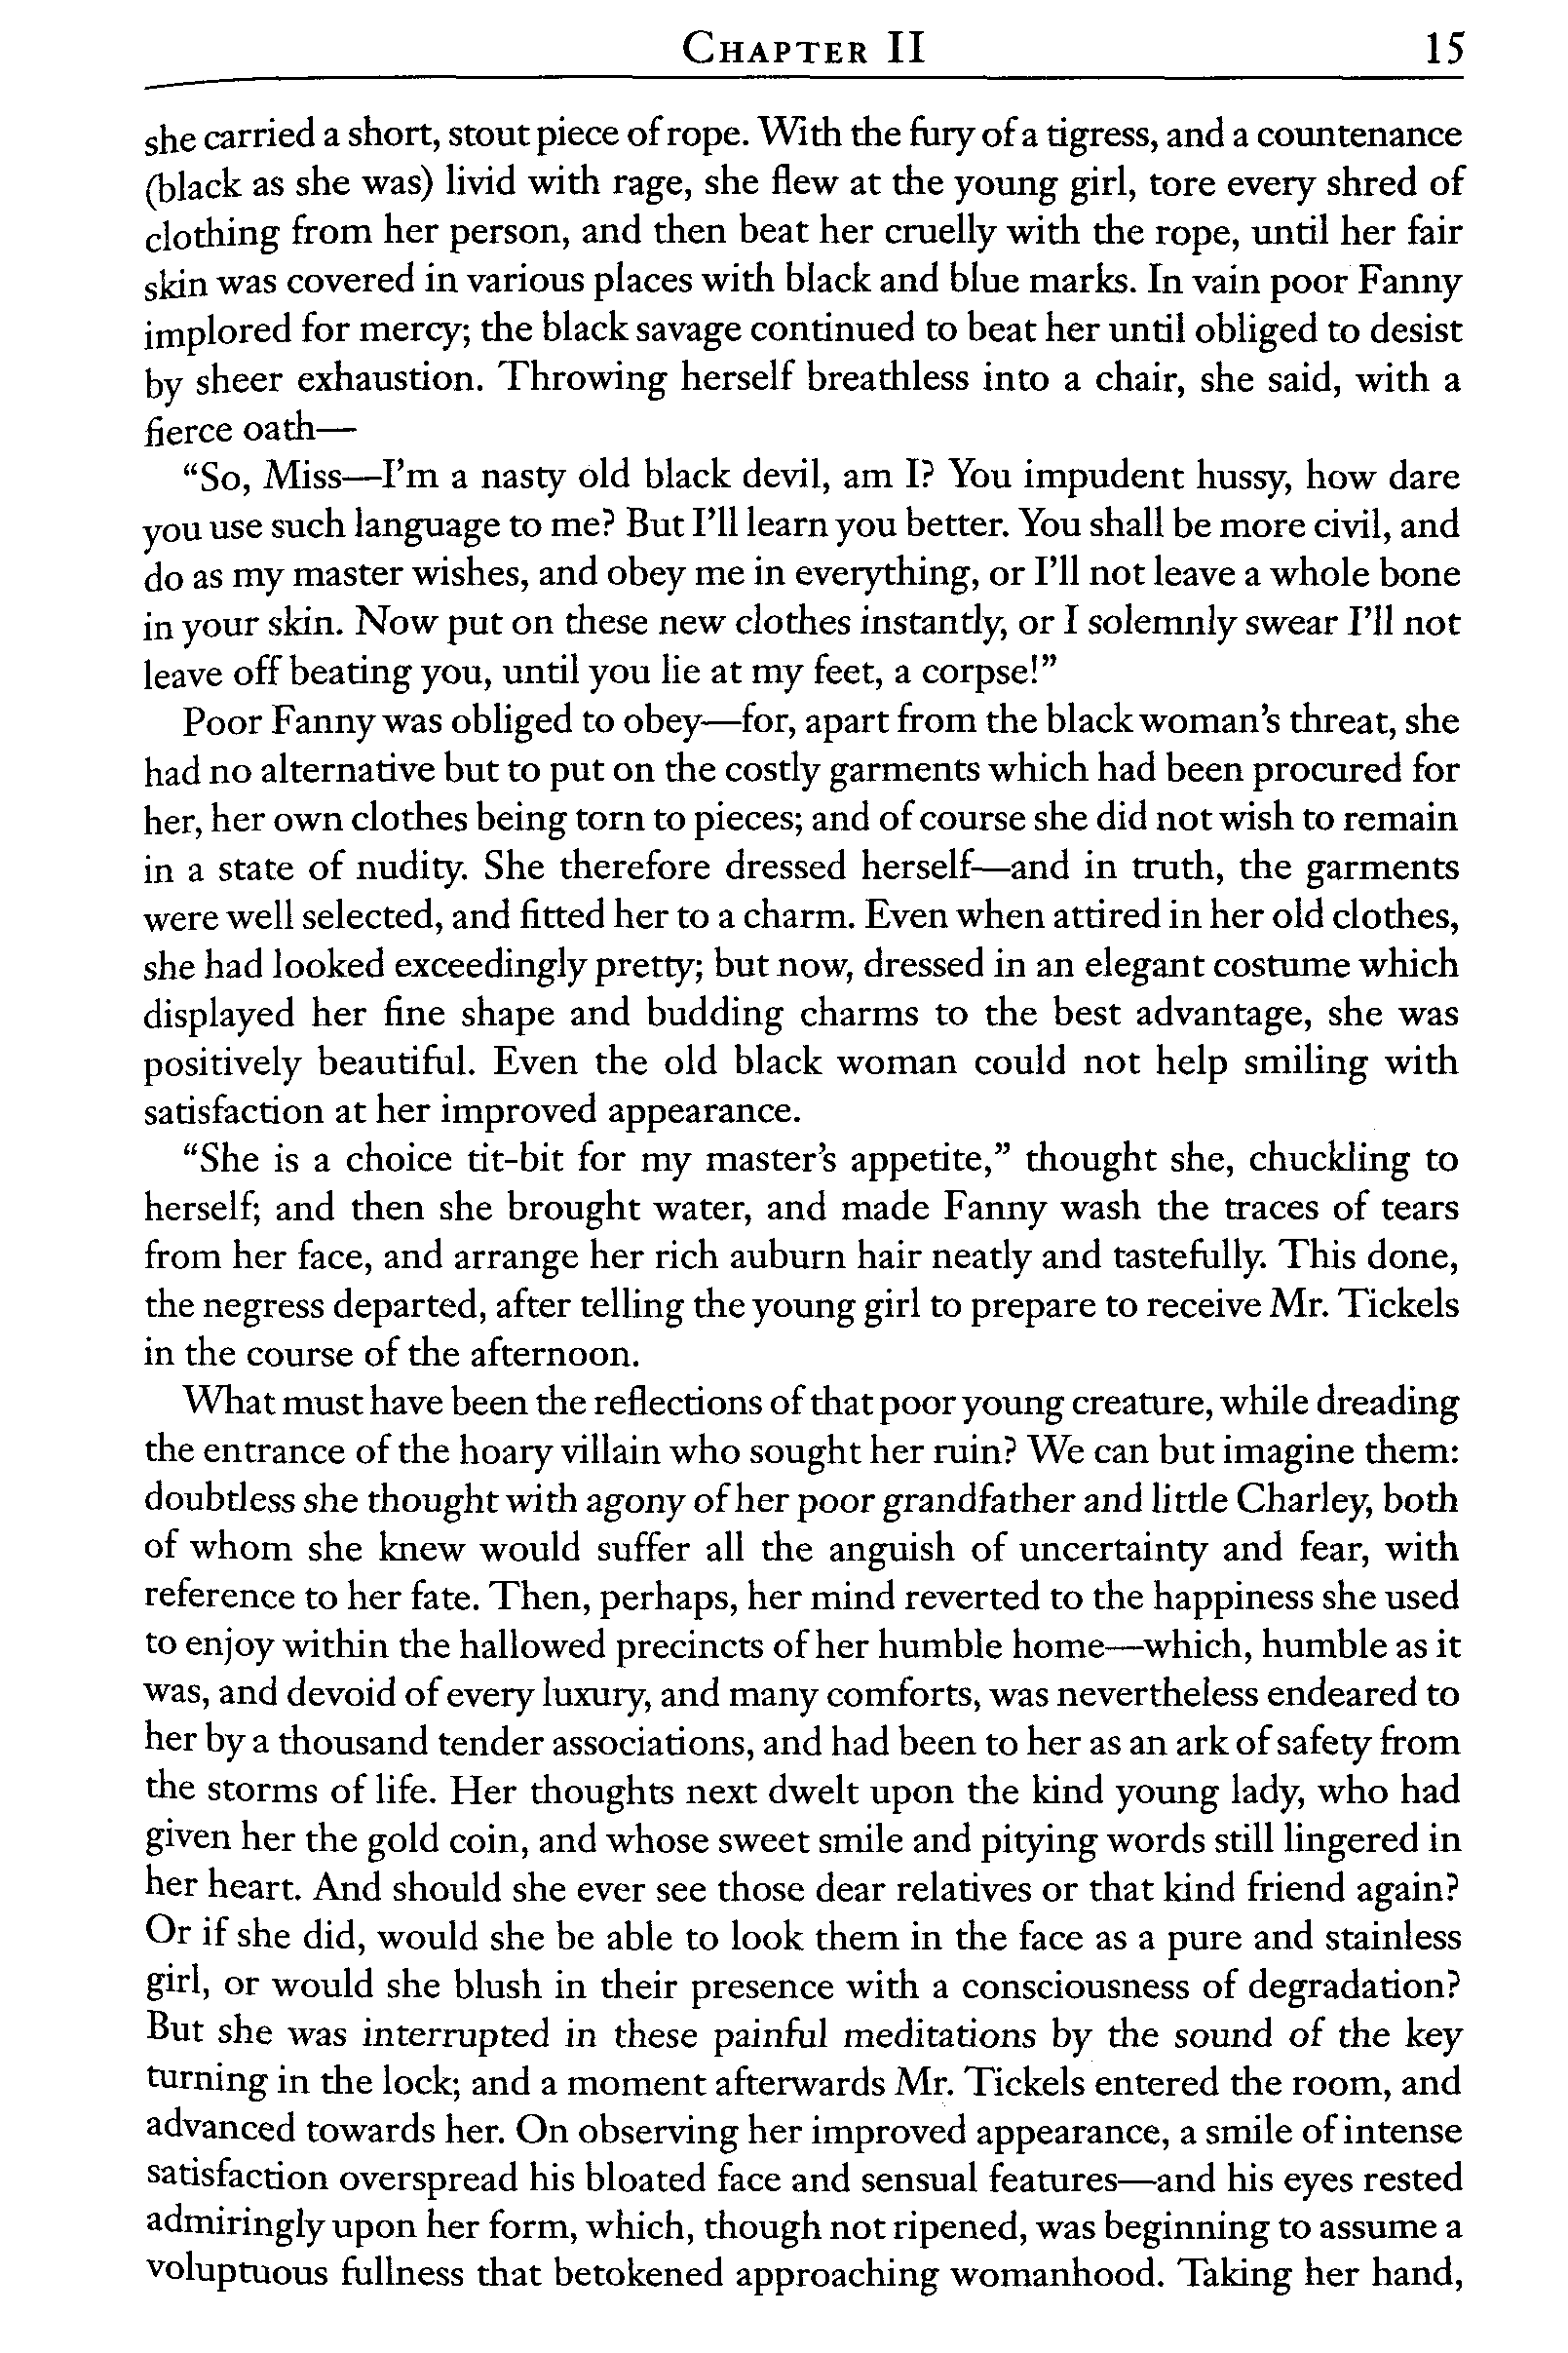 CHAPTER II 15
she carried a short, stout piece of rope. With the fury of a tigress, and a countenance
(black as she was) livid with rage, she flew at the young girl, tore every shred of
clothing from her person, and then beat her cruelly with the rope, until her fair
skin was covered in various places with black and blue marks. In vain poor Fanny
implored for mercy; the black savage continued to beat her until obliged to desist
by sheer exhaustion. Throwing herself breathless into a chair, she said, with a
fierce oath—
“So, Miss—I’m a nasty old black devil, am I? You impudent hussy, how dare
you use such language to me? But I’ll learn you better. You shall be more civil, and
do as my master wishes, and obey me in everything, or I’ll not leave a whole bone
in your skin. Now put on these new clothes instantly, or I solemnly swear I’ll not
leave off beating you, until you lie at my feet, a corpse!”
Poor Fanny was obliged to obey—for, apart from the black woman’s threat, she
had no alternative but to put on the costly garments which had been procured for
her, her own clothes being torn to pieces; and of course she did not wish to remain
in a state of nudity. She therefore dressed herself—and in truth, the garments
were well selected, and fitted her to a charm. Even when attired in her old clothes,
she had looked exceedingly pretty; but now, dressed in an elegant costume which
displayed her fine shape and budding charms to the best advantage, she was
positively beautiful. Even the old black woman could not help smiling with
satisfaction at her improved appearance.
“She is a choice tit-bit for my master’s appetite,” thought she, chuckling to
herself; and then she brought water, and made Fanny wash the traces of tears
from her face, and arrange her rich auburn hair neatly and tastefully. This done,
the negress departed, after telling the young girl to prepare to receive Mr. Tickels
in the course of the afternoon.
What must have been the reflections of that poor young creature, while dreading
the entrance of the hoary villain who sought her ruin? We can but imagine them:
doubtless she thought with agony of her poor grandfather and little Charley, both
of whom she knew would suffer all the anguish of uncertainty and fear, with
reference to her fate. Then, perhaps, her mind reverted to the happiness she used
to enjoy within the hallowed precincts of her humble home—which, humble as it
was, and devoid of every luxury, and many comforts, was nevertheless endeared to
her by a thousand tender associations, and had been to her as an ark of safety from
the storms of life. Her thoughts next dwelt upon the kind young lady, who had
given her the gold coin, and whose sweet smile and pitying words still lingered in
her heart. And should she ever see those dear relatives or that kind friend again?
Or if she did, would she be able to look them in the face as a pure and stainless
girl, or would she blush in their presence with a consciousness of degradation?
But she was interrupted in these painful meditations by the sound of the key
turning in the lock; and a moment afterwards Mr. Tickels entered the room, and
advanced towards her. On observing her improved appearance, a smile of intense
satisfaction overspread his bloated face and sensual features—and his eyes rested
admiringly upon her form, which, though not ripened, was beginning to assume a
voluptuous fullness that betokened approaching womanhood. Taking her hand,